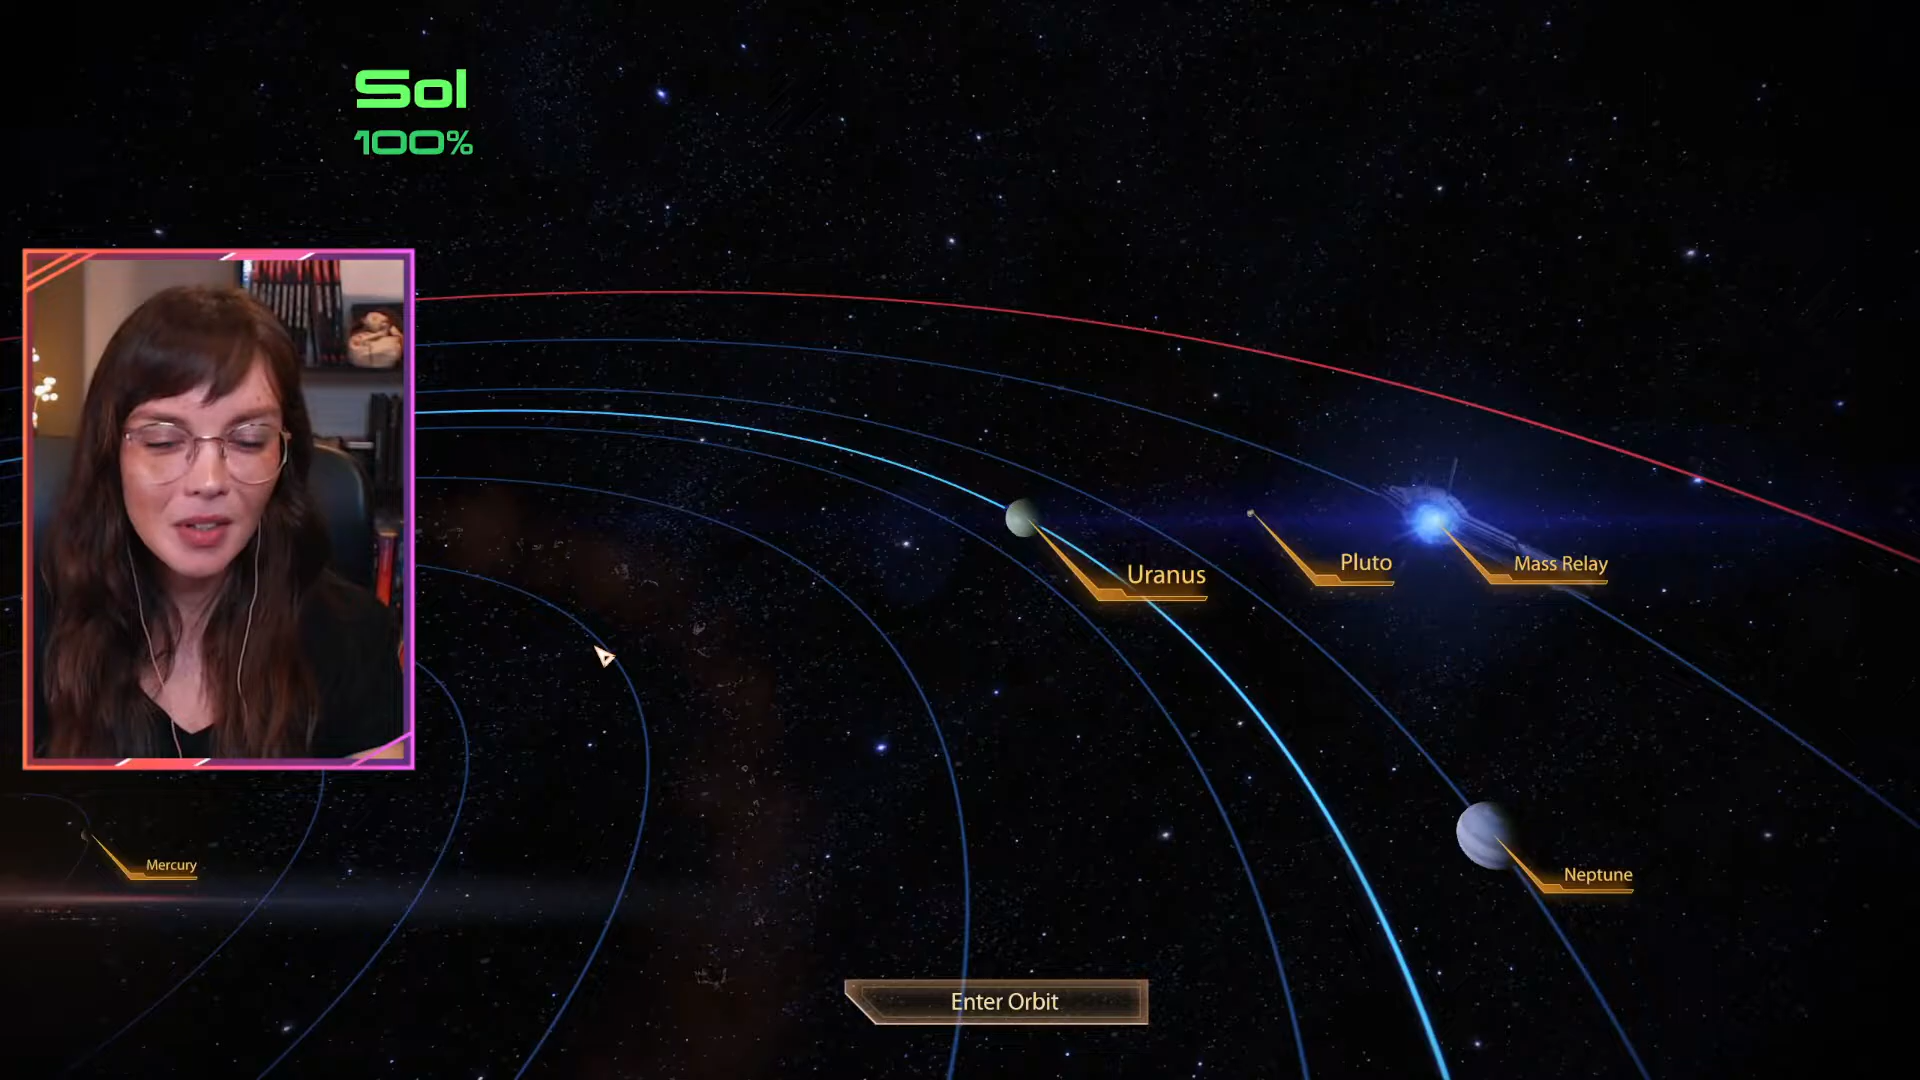 Sol
100%
Uranus
Pluto
Mass Relay
Mercury
Neptune
Enter Orbit